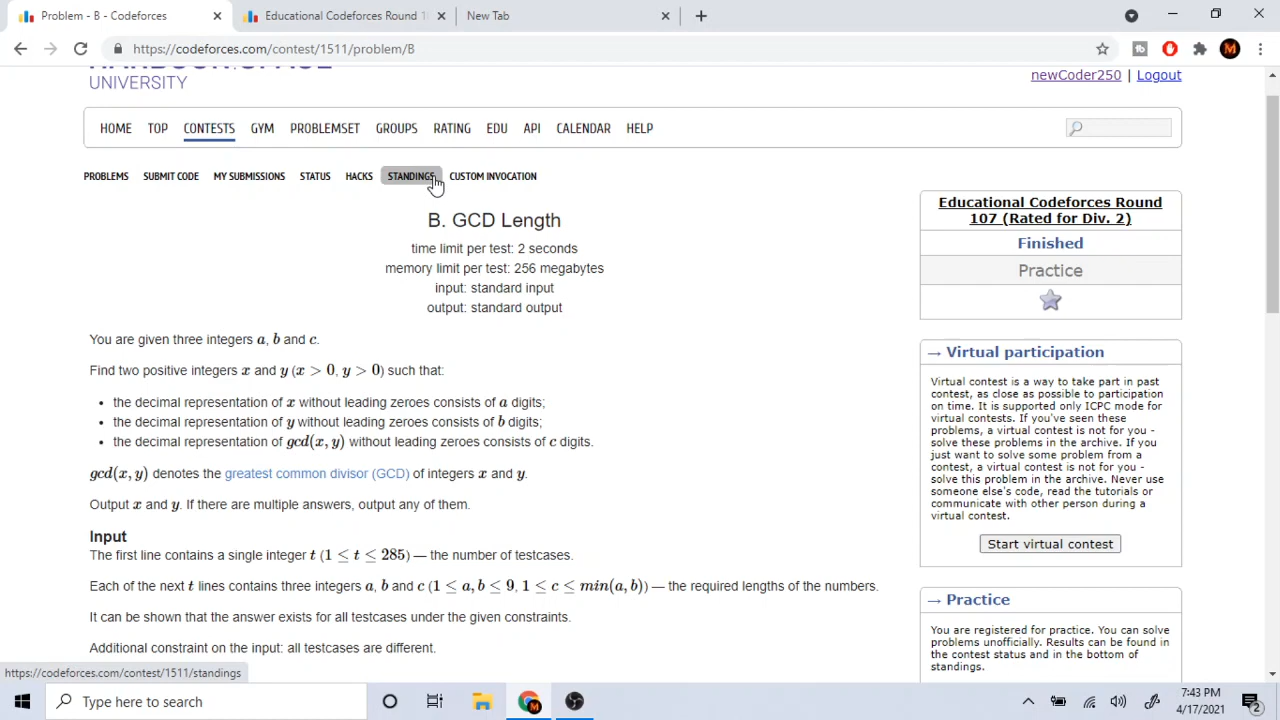 Problem - B - Codeforces
Educational Codeforces Round 1
New Tab
https://codeforces.com/contest/1511/problem/B
UNIVERSITY
newCoder250 | Logout
HOME TOP CONTESTS GYM PROBLEMSET GROUPS RATING EDU API CALENDAR HELP
PROBLEMS SUBMIT CODE MY SUBMISSIONS STATUS HACKS STANDINGS CUSTOM INVOCATION
B. GCD Length
time limit per test: 2 seconds
memory limit per test: 256 megabytes
input: standard input
output: standard output
You are given three integers a, b and c.
Find two positive integers x and y (x > 0, y > 0) such that:
• the decimal representation of x without leading zeroes consists of a digits;
• the decimal representation of y without leading zeroes consists of b digits;
• the decimal representation of gcd(x, y) without leading zeroes consists of c digits.
gcd(x, y) denotes the greatest common divisor (GCD) of integers x and y.
Output x and y. If there are multiple answers, output any of them.
Input
The first line contains a single integer t (1 ≤ t ≤ 285) — the number of testcases.
Each of the next t lines contains three integers a, b and c (1 ≤ a, b ≤ 9, 1 ≤ c ≤ min(a, b)) — the required lengths of the numbers.
It can be shown that the answer exists for all testcases under the given constraints.
Additional constraint on the input: all testcases are different.
Educational Codeforces Round
107 (Rated for Div. 2)
Finished
Practice
→ Virtual participation
Virtual contest is a way to take part in past
contest, as close as possible to participation
on time. It is supported only ICPC mode for
virtual contests. If you've seen these
problems, a virtual contest is not for you -
solve these problems in the archive. If you
just want to solve some problem from a
contest, a virtual contest is not for you -
solve this problem in the archive. Never use
someone else's code, read the tutorials or
communicate with other person during a
virtual contest.
Start virtual contest
→ Practice
You are registered for practice. You can solve
problems unofficially. Results can be found in
the contest status and in the bottom of
standings.
https://codeforces.com/contest/1511/standings
Type here to search
7:43 PM
4/17/2021
2